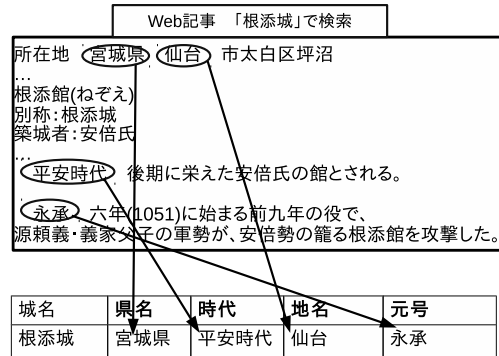 Web記事 「根添城」で検索
所在地 宮城県 仙台 市太白区坪沼
…
根添館(ねぞえ)
別称：根添城
築城者：安倍氏
…
平安時代 後期に栄えた安倍氏の館とされる。
永承 六年(1051)に始まる前九年の役で、
源頼義・義家父子の軍勢が、安倍勢の籠る根添館を攻撃した。
城名 県名 時代 地名 元号
根添城 宮城県 平安時代 仙台 永承